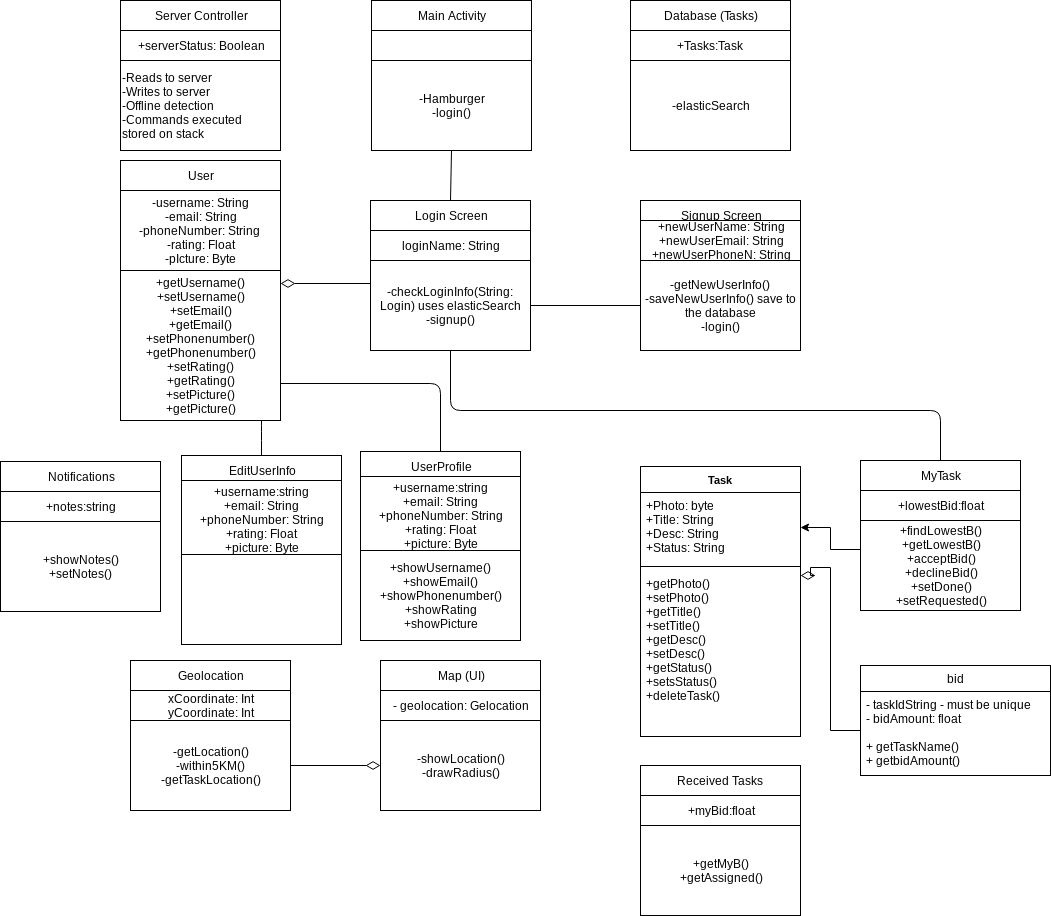 Server Controller
+serverStatus: Boolean
-Reads to server
-Writes to server
-Offline detection
-Commands executed
stored on stack
Main Activity
-Hamburger
-login()
Database (Tasks)
+Tasks:Task
-elasticSearch
User
-username: String
-email: String
-phoneNumber: String
-rating: Float
-pIcture: Byte
+getUsername()
+setUsername()
+setEmail()
+getEmail()
+setPhonenumber()
+getPhonenumber()
+setRating()
+getRating()
+setPicture()
+getPicture()
Login Screen
loginName: String
-checkLoginInfo(String:
Login) uses elasticSearch
-signup()
Signup Screen
+newUserName: String
+newUserEmail: String
+newUserPhoneN: String
-getNewUserInfo()
-saveNewUserInfo() save to
the database
-login()
Notifications
+notes:string
+showNotes()
+setNotes()
EditUserInfo
+username:string
+email: String
+phoneNumber: String
+rating: Float
+picture: Byte
UserProfile
+username:string
+email: String
+phoneNumber: String
+rating: Float
+picture: Byte
+showUsername()
+showEmail()
+showPhonenumber()
+showRating
+showPicture
Task
+Photo: byte
+Title: String
+Desc: String
+Status: String
+getPhoto()
+setPhoto()
+getTitle()
+setTitle()
+getDesc()
+setDesc()
+getStatus()
+setsStatus()
+deleteTask()
MyTask
+lowestBid:float
+findLowestB()
+getLowestB()
+acceptBid()
+declineBid()
+setDone()
+setRequested()
Geolocation
xCoordinate: Int
yCoordinate: Int
-getLocation()
-within5KM()
-getTaskLocation()
Map (UI)
- geolocation: Gelocation
-showLocation()
-drawRadius()
bid
- taskIdString - must be unique
- bidAmount: float
+ getTaskName()
+ getbidAmount()
Received Tasks
+myBid:float
+getMyB()
+getAssigned()